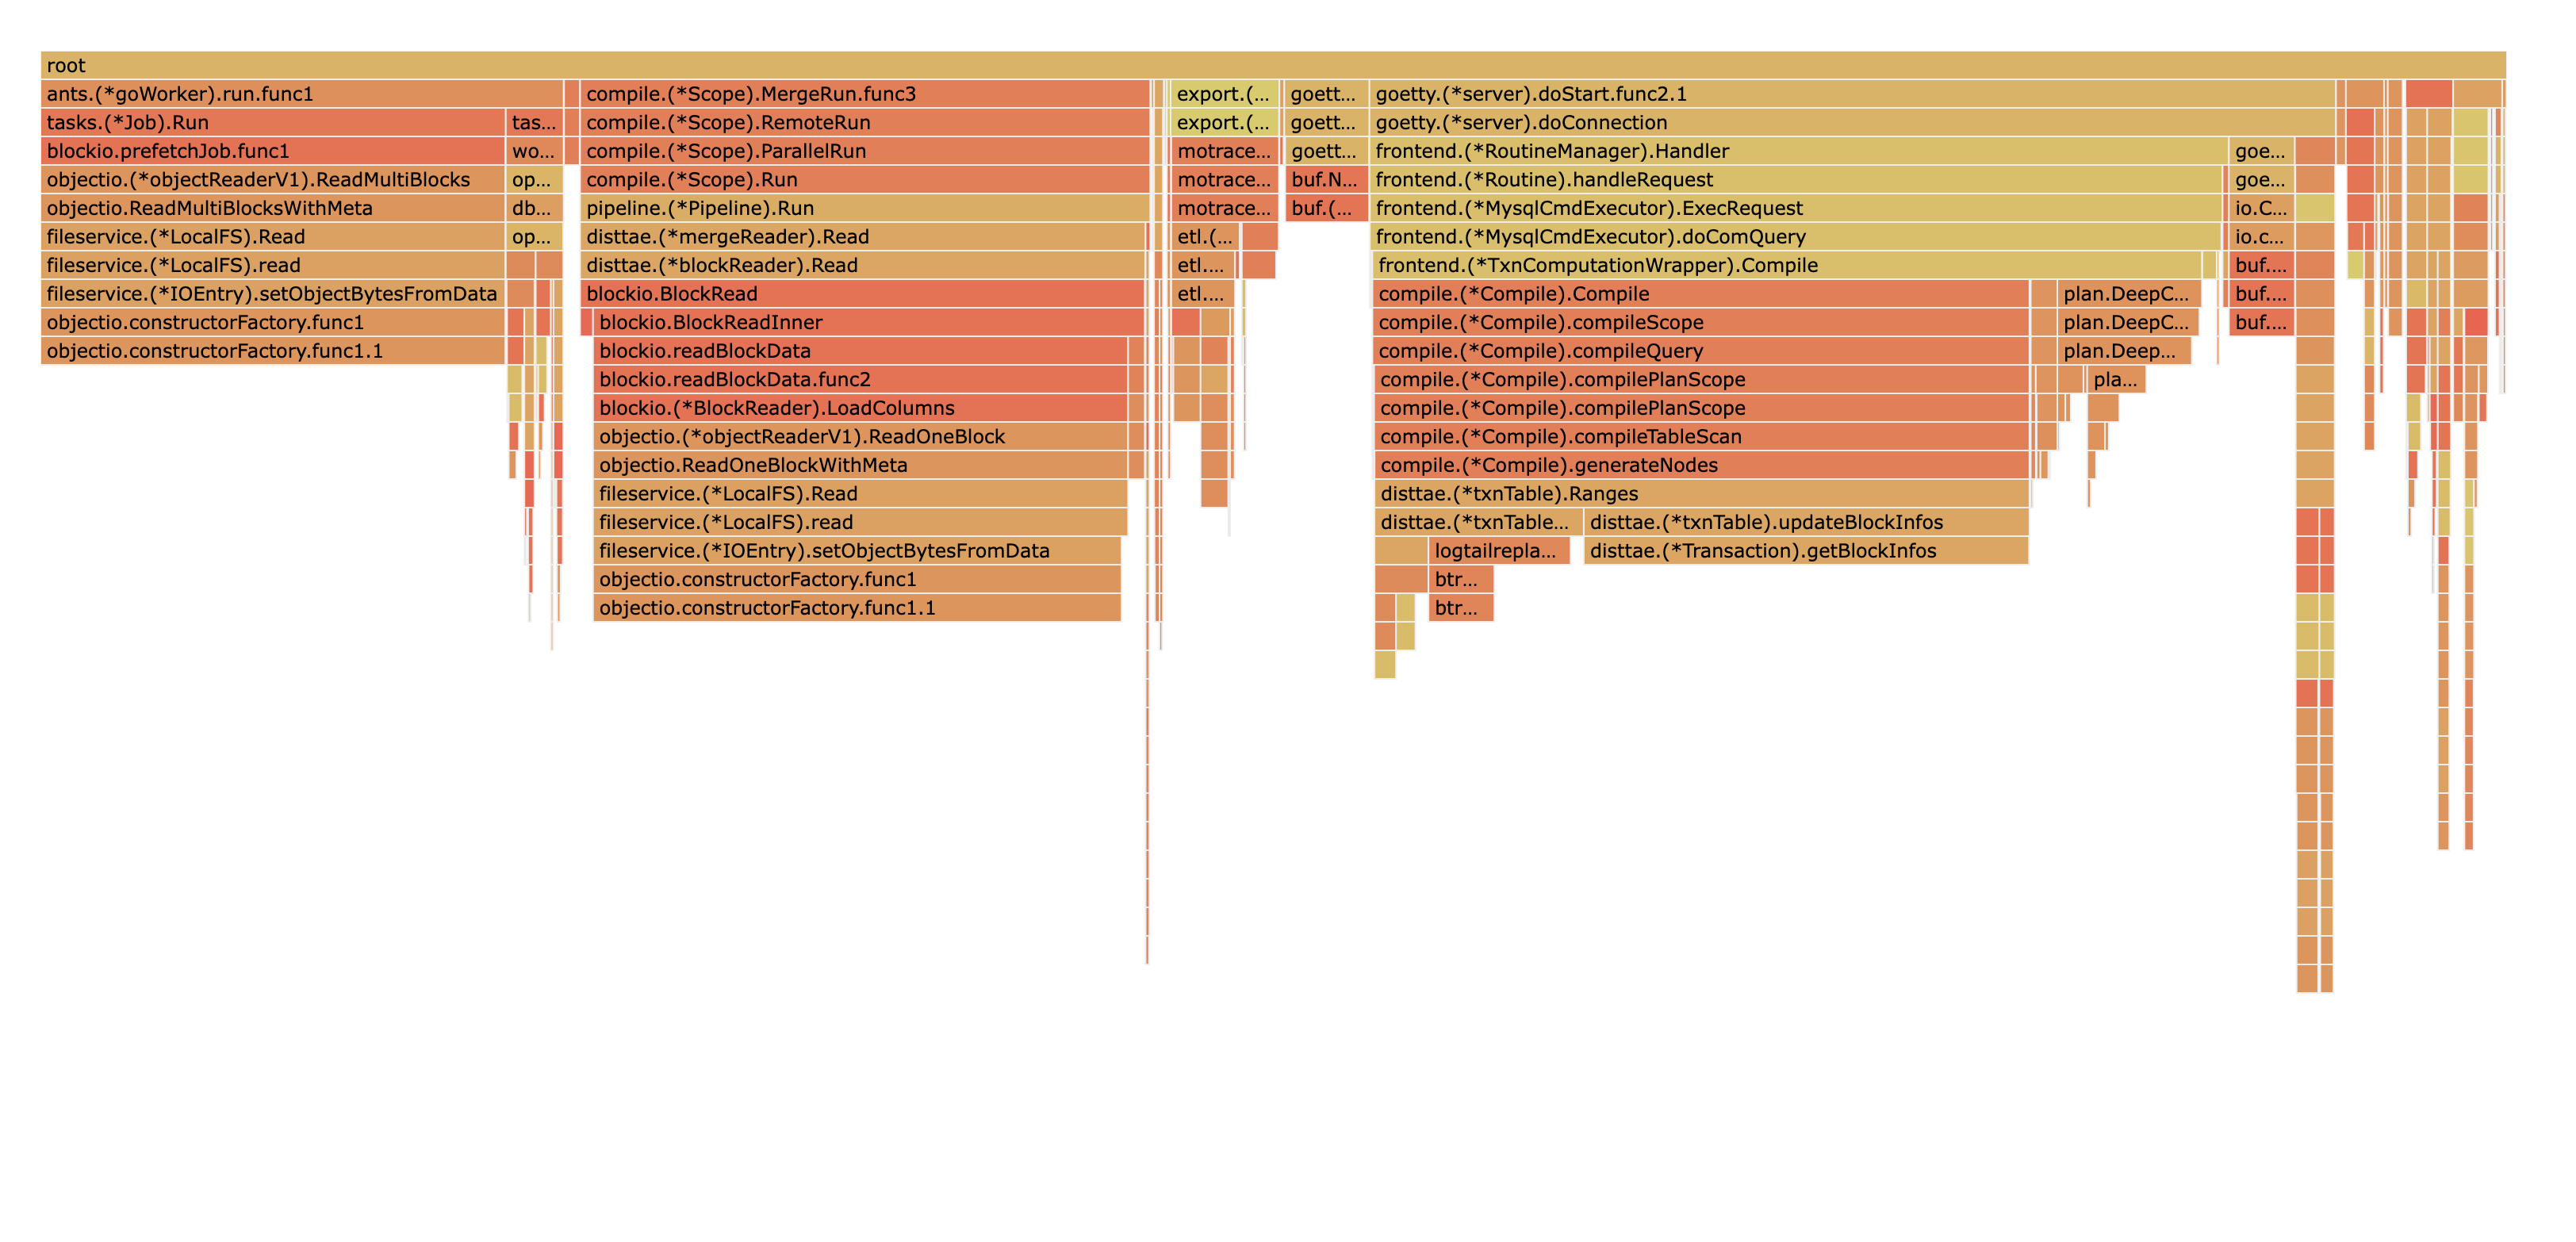 root
ants.(*goWorker).run.func1 compile.(*Scope).MergeRun.func3 export.(... goett... goetty.(*server).doStart.func2.1
tasks.(*Job).Run tas... compile.(*Scope).RemoteRun export.(... goett... goetty.(*server).doConnection
blockio.prefetchJob.func1 wo... compile.(*Scope).ParallelRun motrace... goett... frontend.(*RoutineManager).Handler goe...
objectio.(*objectReaderV1).ReadMultiBlocks op... compile.(*Scope).Run motrace... buf.N... frontend.(*Routine).handleRequest goe...
objectio.ReadMultiBlocksWithMeta db... pipeline.(*Pipeline).Run motrace... buf.(... frontend.(*MysqlCmdExecutor).ExecRequest io.C...
fileservice.(*LocalFS).Read op... disttae.(*mergeReader).Read etl.(... frontend.(*MysqlCmdExecutor).doComQuery io.c...
fileservice.(*LocalFS).read disttae.(*blockReader).Read etl.... frontend.(*TxnComputationWrapper).Compile buf....
fileservice.(*IOEntry).setObjectBytesFromData blockio.BlockRead etl.... compile.(*Compile).Compile plan.DeepC... buf....
objectio.constructorFactory.func1 blockio.BlockReadInner compile.(*Compile).compileScope plan.DeepC... buf....
objectio.constructorFactory.func1.1 blockio.readBlockData compile.(*Compile).compileQuery plan.Deep...
blockio.readBlockData.func2 compile.(*Compile).compilePlanScope pla...
blockio.(*BlockReader).LoadColumns compile.(*Compile).compilePlanScope
objectio.(*objectReaderV1).ReadOneBlock compile.(*Compile).compileTableScan
objectio.ReadOneBlockWithMeta compile.(*Compile).generateNodes
fileservice.(*LocalFS).Read disttae.(*txnTable).Ranges
fileservice.(*LocalFS).read disttae.(*txnTable... disttae.(*txnTable).updateBlockInfos
fileservice.(*IOEntry).setObjectBytesFromData logtailrepla... disttae.(*Transaction).getBlockInfos
objectio.constructorFactory.func1 btr...
objectio.constructorFactory.func1.1 btr...